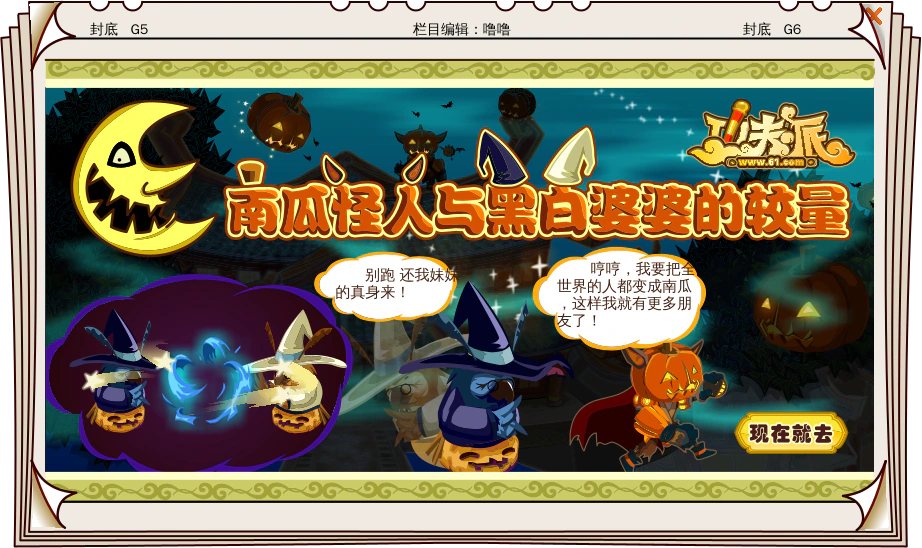 封底 G5
栏目编辑：噜噜
封底 G6
功夫派
www.61.com
南瓜怪人与黑白婆婆的较量
别跑 还我妹妹
的真身来！
哼哼，我要把全
世界的人都变成南瓜
，这样我就有更多朋
友了！
现在就去